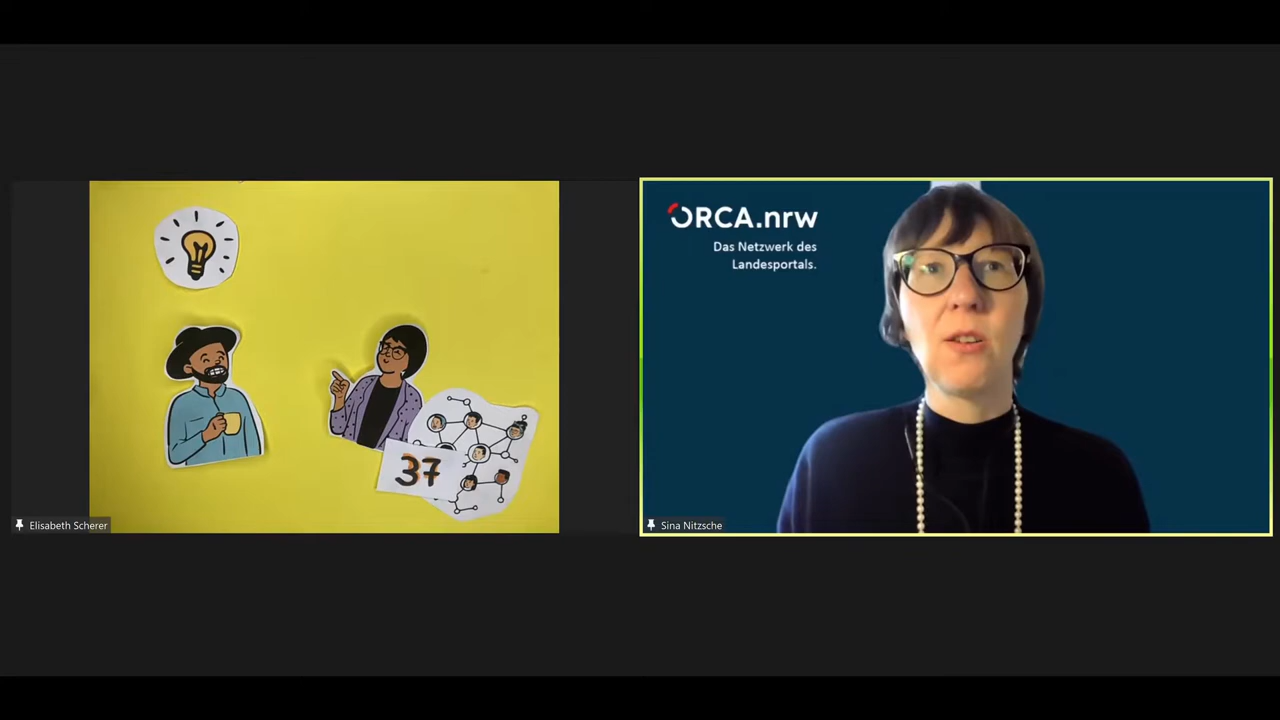 37
Elisabeth Scherer
ORCA.nrw
Das Netzwerk des
Landesportals.
Sina Nitzsche